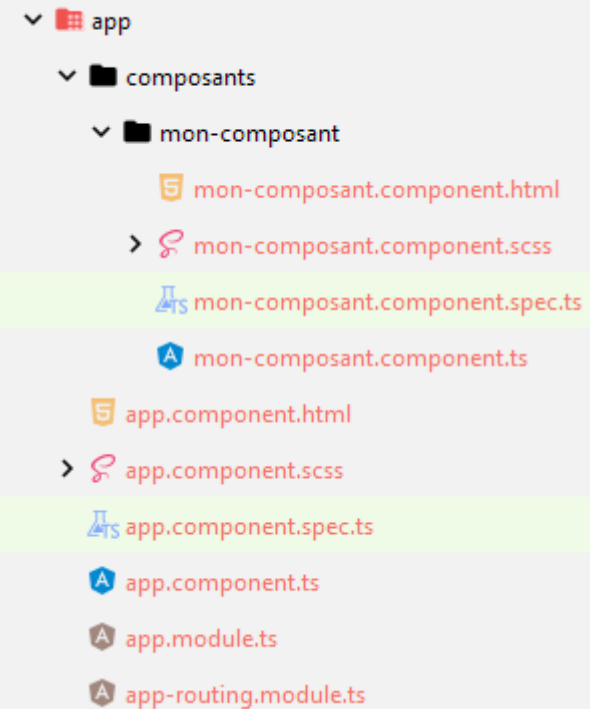 app
composants
mon-composant
mon-composant.component.html
mon-composant.component.scss
mon-composant.component.spec.ts
mon-composant.component.ts
app.component.html
app.component.scss
app.component.spec.ts
app.component.ts
app.module.ts
app-routing.module.ts